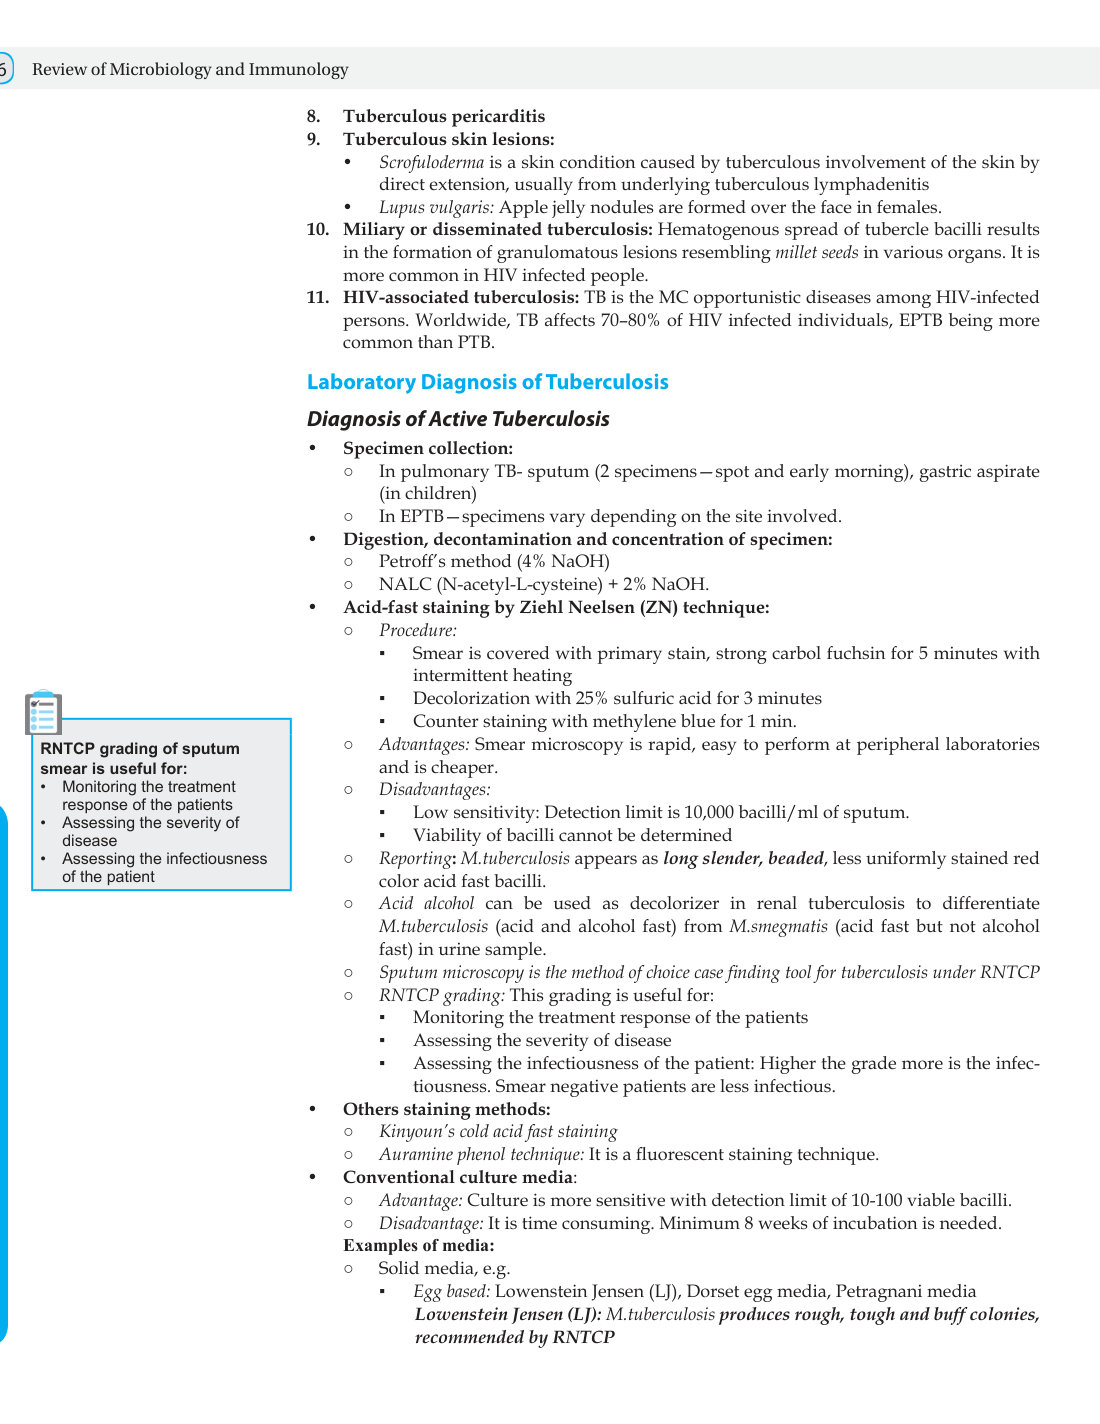 6 Review of Microbiology and Immunology
8. Tuberculous pericarditis
9. Tuberculous skin lesions:
• Scrofuloderma is a skin condition caused by tuberculous involvement of the skin by
direct extension, usually from underlying tuberculous lymphadenitis
• Lupus vulgaris: Apple jelly nodules are formed over the face in females.
10. Miliary or disseminated tuberculosis: Hematogenous spread of tubercle bacilli results
in the formation of granulomatous lesions resembling millet seeds in various organs. It is
more common in HIV infected people.
11. HIV-associated tuberculosis: TB is the MC opportunistic diseases among HIV-infected
persons. Worldwide, TB affects 70–80% of HIV infected individuals, EPTB being more
common than PTB.
Laboratory Diagnosis of Tuberculosis
Diagnosis of Active Tuberculosis
• Specimen collection:
○ In pulmonary TB- sputum (2 specimens—spot and early morning), gastric aspirate
(in children)
○ In EPTB—specimens vary depending on the site involved.
• Digestion, decontamination and concentration of specimen:
○ Petroff’s method (4% NaOH)
○ NALC (N-acetyl-L-cysteine) + 2% NaOH.
• Acid-fast staining by Ziehl Neelsen (ZN) technique:
○ Procedure:
▪ Smear is covered with primary stain, strong carbol fuchsin for 5 minutes with
intermittent heating
▪ Decolorization with 25% sulfuric acid for 3 minutes
▪ Counter staining with methylene blue for 1 min.
○ Advantages: Smear microscopy is rapid, easy to perform at peripheral laboratories
and is cheaper.
○ Disadvantages:
▪ Low sensitivity: Detection limit is 10,000 bacilli/ml of sputum.
▪ Viability of bacilli cannot be determined
○ Reporting: M.tuberculosis appears as long slender, beaded, less uniformly stained red
color acid fast bacilli.
○ Acid alcohol can be used as decolorizer in renal tuberculosis to differentiate
M.tuberculosis (acid and alcohol fast) from M.smegmatis (acid fast but not alcohol
fast) in urine sample.
○ Sputum microscopy is the method of choice case finding tool for tuberculosis under RNTCP
○ RNTCP grading: This grading is useful for:
▪ Monitoring the treatment response of the patients
▪ Assessing the severity of disease
▪ Assessing the infectiousness of the patient: Higher the grade more is the infec-
tiousness. Smear negative patients are less infectious.
• Others staining methods:
○ Kinyoun’s cold acid fast staining
○ Auramine phenol technique: It is a fluorescent staining technique.
• Conventional culture media:
○ Advantage: Culture is more sensitive with detection limit of 10-100 viable bacilli.
○ Disadvantage: It is time consuming. Minimum 8 weeks of incubation is needed.
Examples of media:
○ Solid media, e.g.
▪ Egg based: Lowenstein Jensen (LJ), Dorset egg media, Petragnani media
Lowenstein Jensen (LJ): M.tuberculosis produces rough, tough and buff colonies,
recommended by RNTCP
RNTCP grading of sputum
smear is useful for:
• Monitoring the treatment
response of the patients
• Assessing the severity of
disease
• Assessing the infectiousness
of the patient